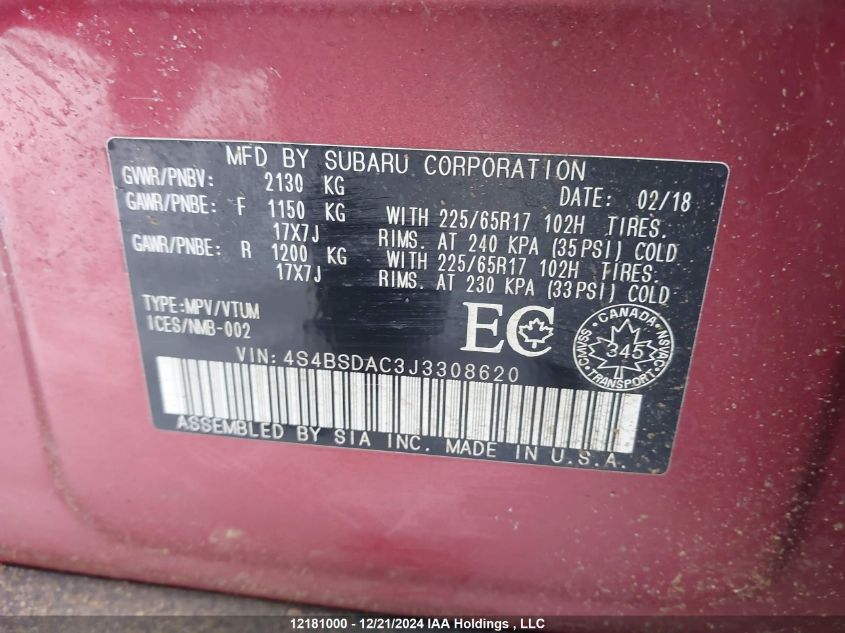 MFD BY SUBARU CORPORATION
GVWR/PNBV: 2130 KG DATE: 02/18
GAWR/PNBE: F 1150 KG WITH 225/65R17 102H TIRES.
17X7J RIMS. AT 240 KPA (35PSI) COLD
GAWR/PNBE: R 1200 KG WITH 225/65R17 102H TIRES.
17X7J RIMS. AT 230 KPA (33PSI) COLD
TYPE:MPV/VTUM
ICES/NMB-002
EC
CANADA
345
CMVSS NSVAC
VIN: 4S4BSDAC3J3308620
ASSEMBLED BY SIA INC. MADE IN U.S.A.
12181000 - 12/21/2024 IAA Holdings , LLC